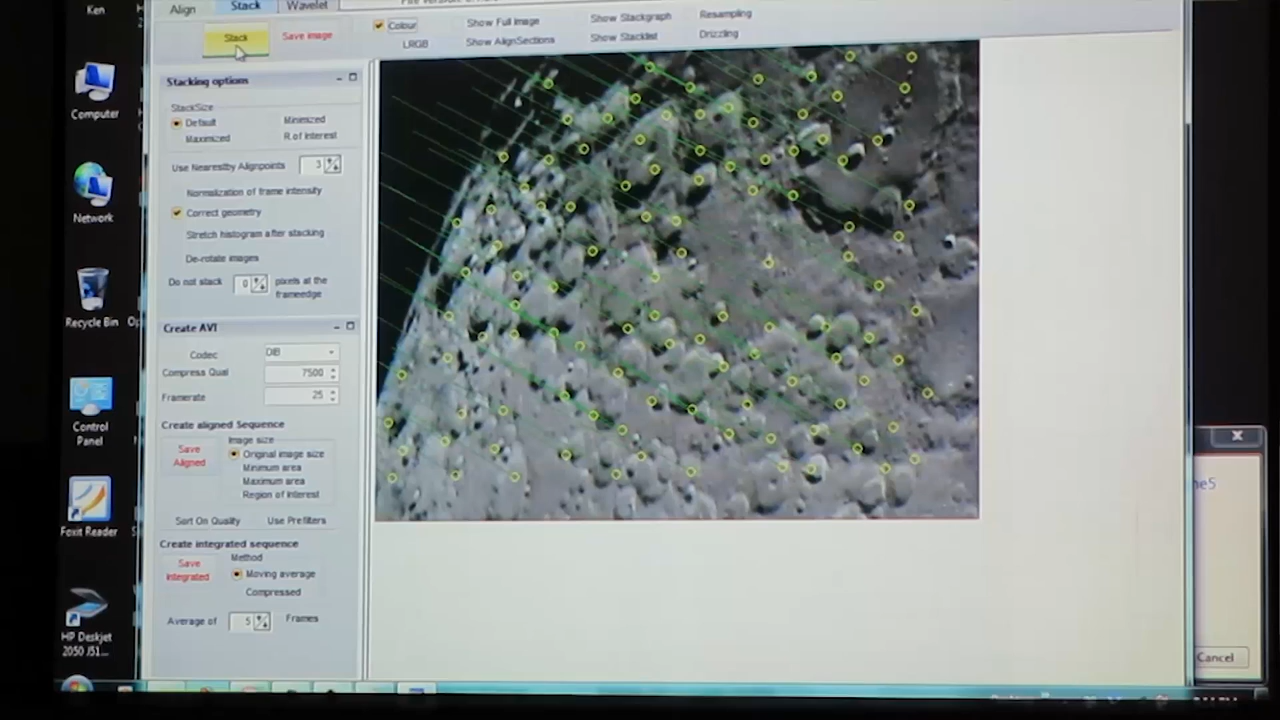 Ken
Computer
Network
Recycle Bin
Control
Panel
Foxit Reader
HP Deskjet
2050 J51...
Align
Stack
Wavelet
Stack
Save image
Colour
LRGB
Show Full Image
Show AlignSections
Show Stackgraph
Show Stacklist
Resampling
Drizzling
Stacking options
StackSize
Default
Minimized
Maximized
R.of Interest
Use Nearestby Alignpoints 3
Normalization of frame intensity
Correct geometry
Stretch histogram after stacking
De-rotate images
Do not stack 0 pixels at the
frameedge
Create AVI
Codec DIB
Compress Qual 7500
Framerate 25
Create aligned Sequence
Save
Aligned
Image size
Original image size
Minimum area
Maximum area
Region of Interest
Sort On Quality
Use Prefilters
Create integrated sequence
Save
Integrated
Method
Moving average
Compressed
Average of 5 Frames
Cancel